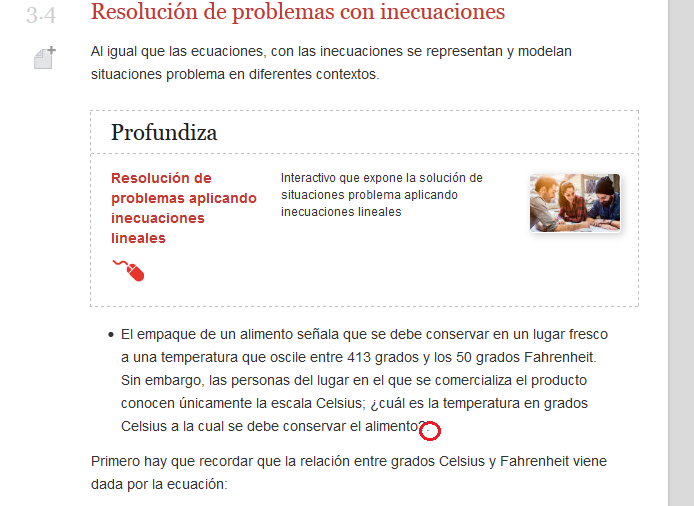 3.4 Resolución de problemas con inecuaciones
Al igual que las ecuaciones, con las inecuaciones se representan y modelan
situaciones problema en diferentes contextos.
Profundiza
Resolución de
problemas aplicando
inecuaciones
lineales
Interactivo que expone la solución de
situaciones problema aplicando
inecuaciones lineales
• El empaque de un alimento señala que se debe conservar en un lugar fresco
a una temperatura que oscile entre 413 grados y los 50 grados Fahrenheit.
Sin embargo, las personas del lugar en el que se comercializa el producto
conocen únicamente la escala Celsius; ¿cuál es la temperatura en grados
Celsius a la cual se debe conservar el alimento?.
Primero hay que recordar que la relación entre grados Celsius y Fahrenheit viene
dada por la ecuación: